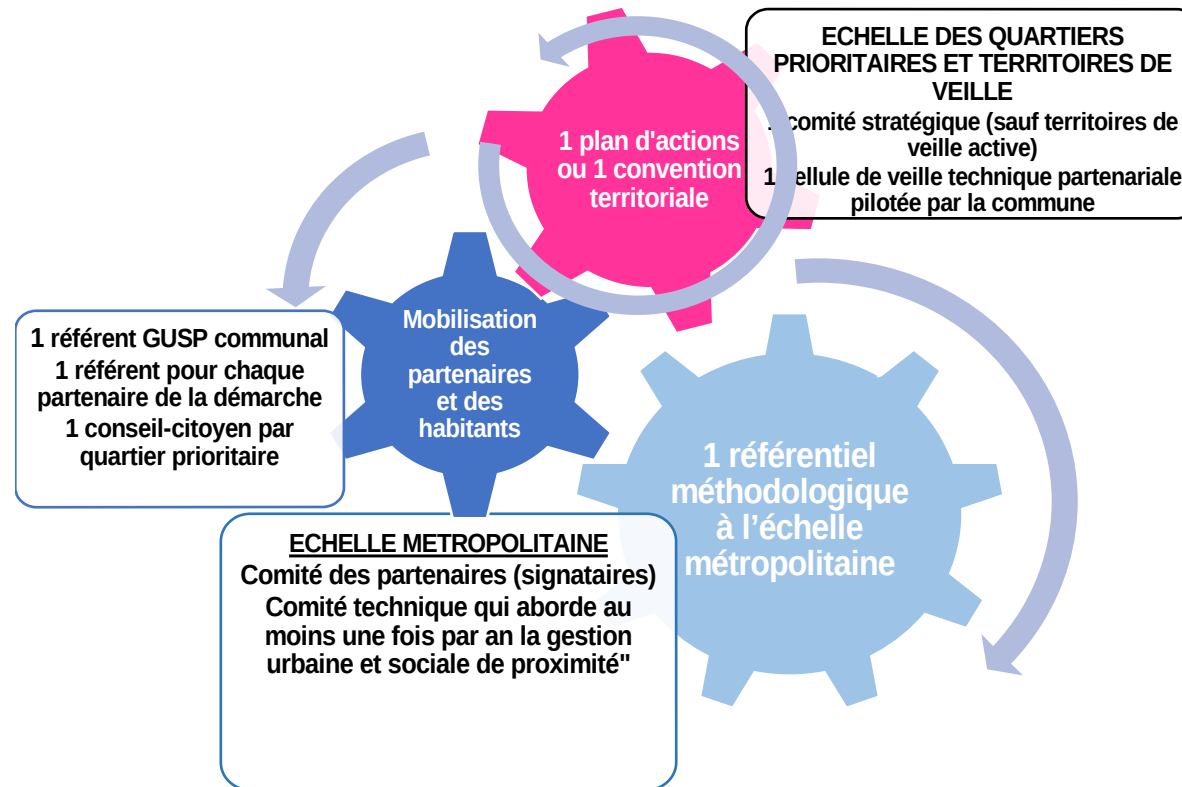 ECHELLE DES QUARTIERS
PRIORITAIRES ET TERRITOIRES DE
VEILLE
comité stratégique (sauf territoires de
veille active)
1 cellule de veille technique partenariale
pilotée par la commune
1 plan d'actions
ou 1 convention
territoriale
Mobilisation
des
partenaires
et des
habitants
1 référent GUSP communal
1 référent pour chaque
partenaire de la démarche
1 conseil-citoyen par
quartier prioritaire
1 référentiel
méthodologique
à l’échelle
métropolitaine
ECHELLE METROPOLITAINE
Comité des partenaires (signataires)
Comité technique qui aborde au
moins une fois par an la gestion
urbaine et sociale de proximité"